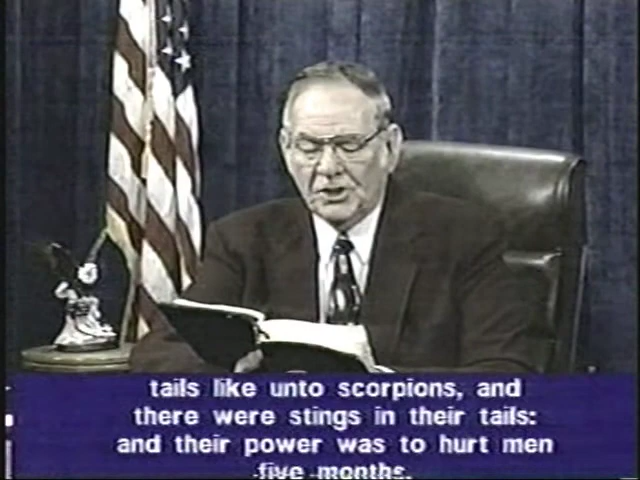 tails like unto scorpions, and
there were stings in their tails:
and their power was to hurt men
five months.